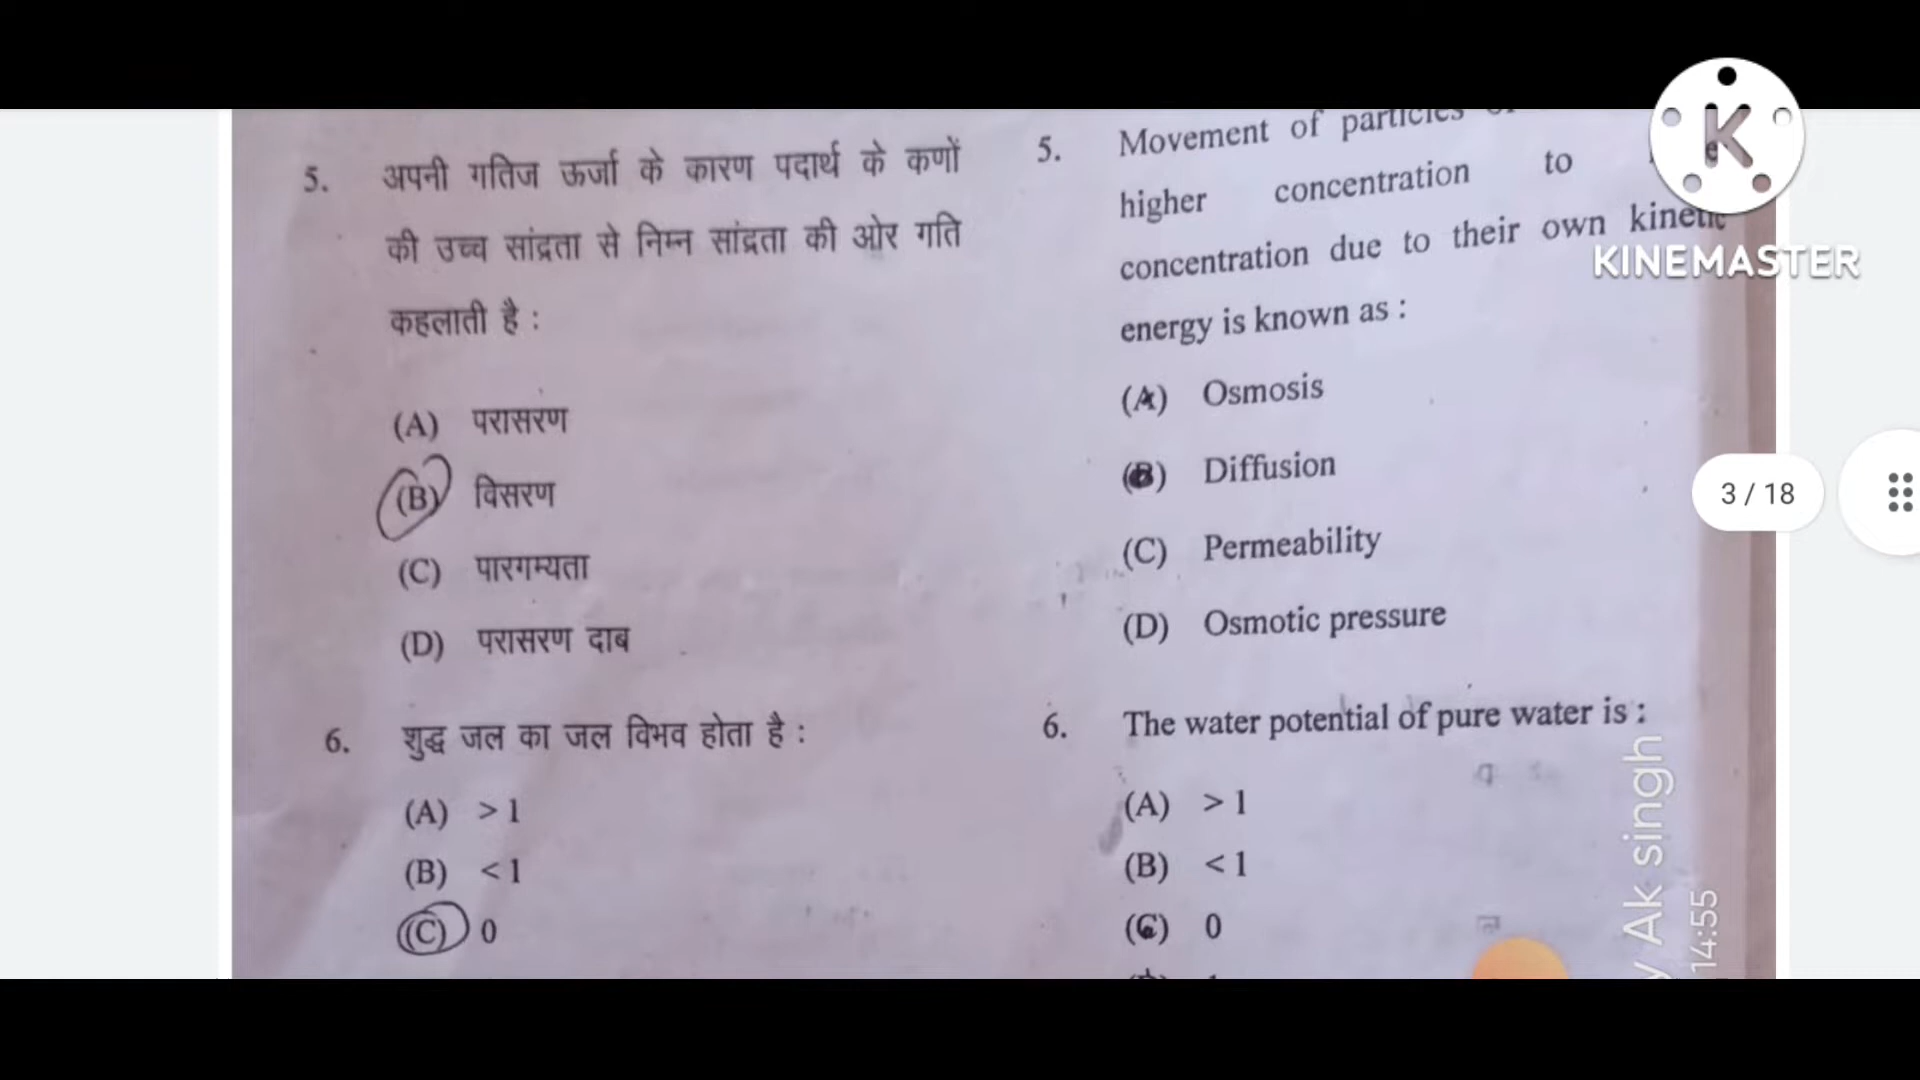 5. अपनी गतिज ऊर्जा के कारण पदार्थ के कणों
की उच्च सांद्रता से निम्न सांद्रता की ओर गति
कहलाती है :
(A) परासरण
(B) विसरण
(C) पारगम्यता
(D) परासरण दाब
6. शुद्ध जल का जल विभव होता है :
(A) > 1
(B) < 1
(C) 0
5. Movement of particles
higher concentration to
concentration due to their own kinetic
energy is known as :
(A) Osmosis
(B) Diffusion
(C) Permeability
(D) Osmotic pressure
6. The water potential of pure water is :
(A) > 1
(B) < 1
(C) 0
K
KINEMASTER
3 / 18
Ak singh
14:55